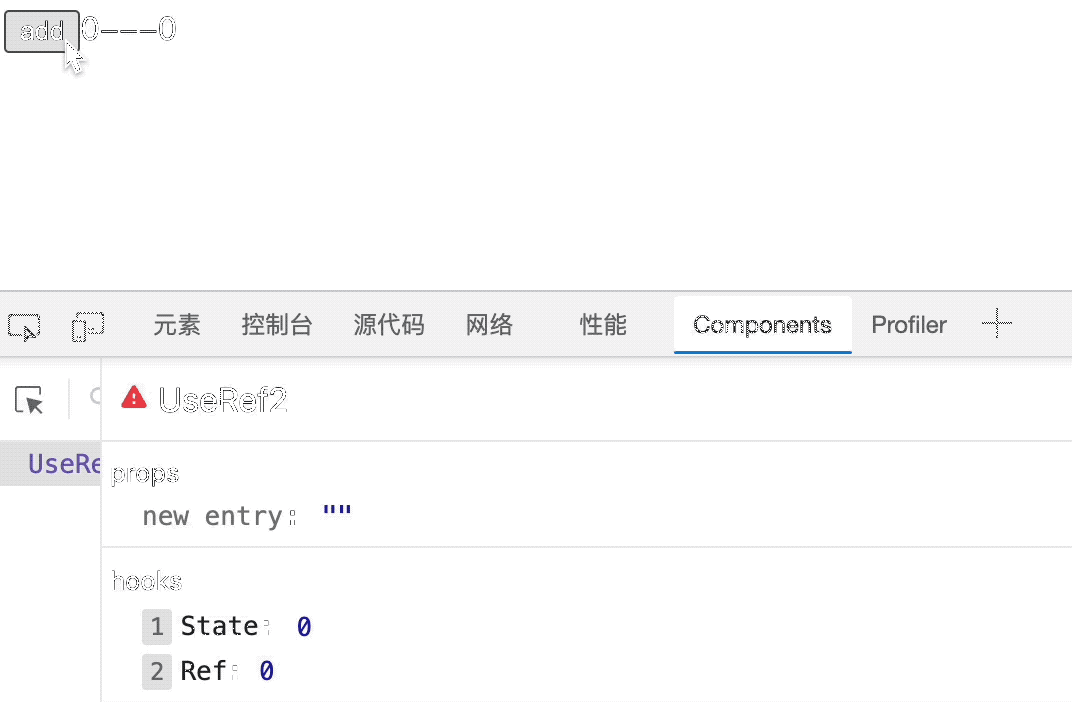 add 0---0
元素 控制台 源代码 网络 性能 Components Profiler
UseRef2
UseRe
props
new entry: ""
hooks
1 State: 0
2 Ref: 0